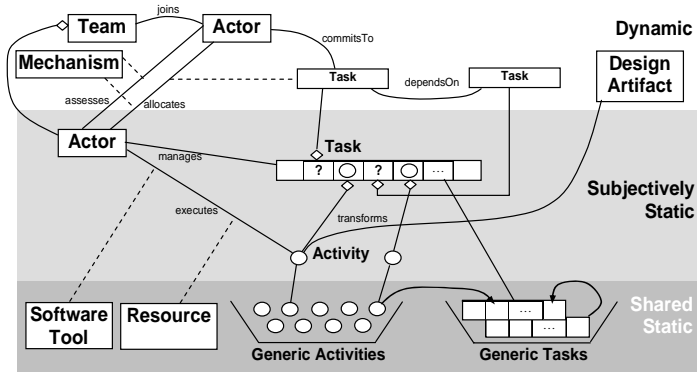 joins
Team
Actor
Dynamic
commitsTo
Mechanism
Task
dependsOn
Task
Design
Artifact
assesses
allocates
Actor
Task
manages
?
?
...
Subjectively
Static
executes
transforms
Activity
Software
Tool
Resource
...
...
Shared
Static
Generic Activities
Generic Tasks